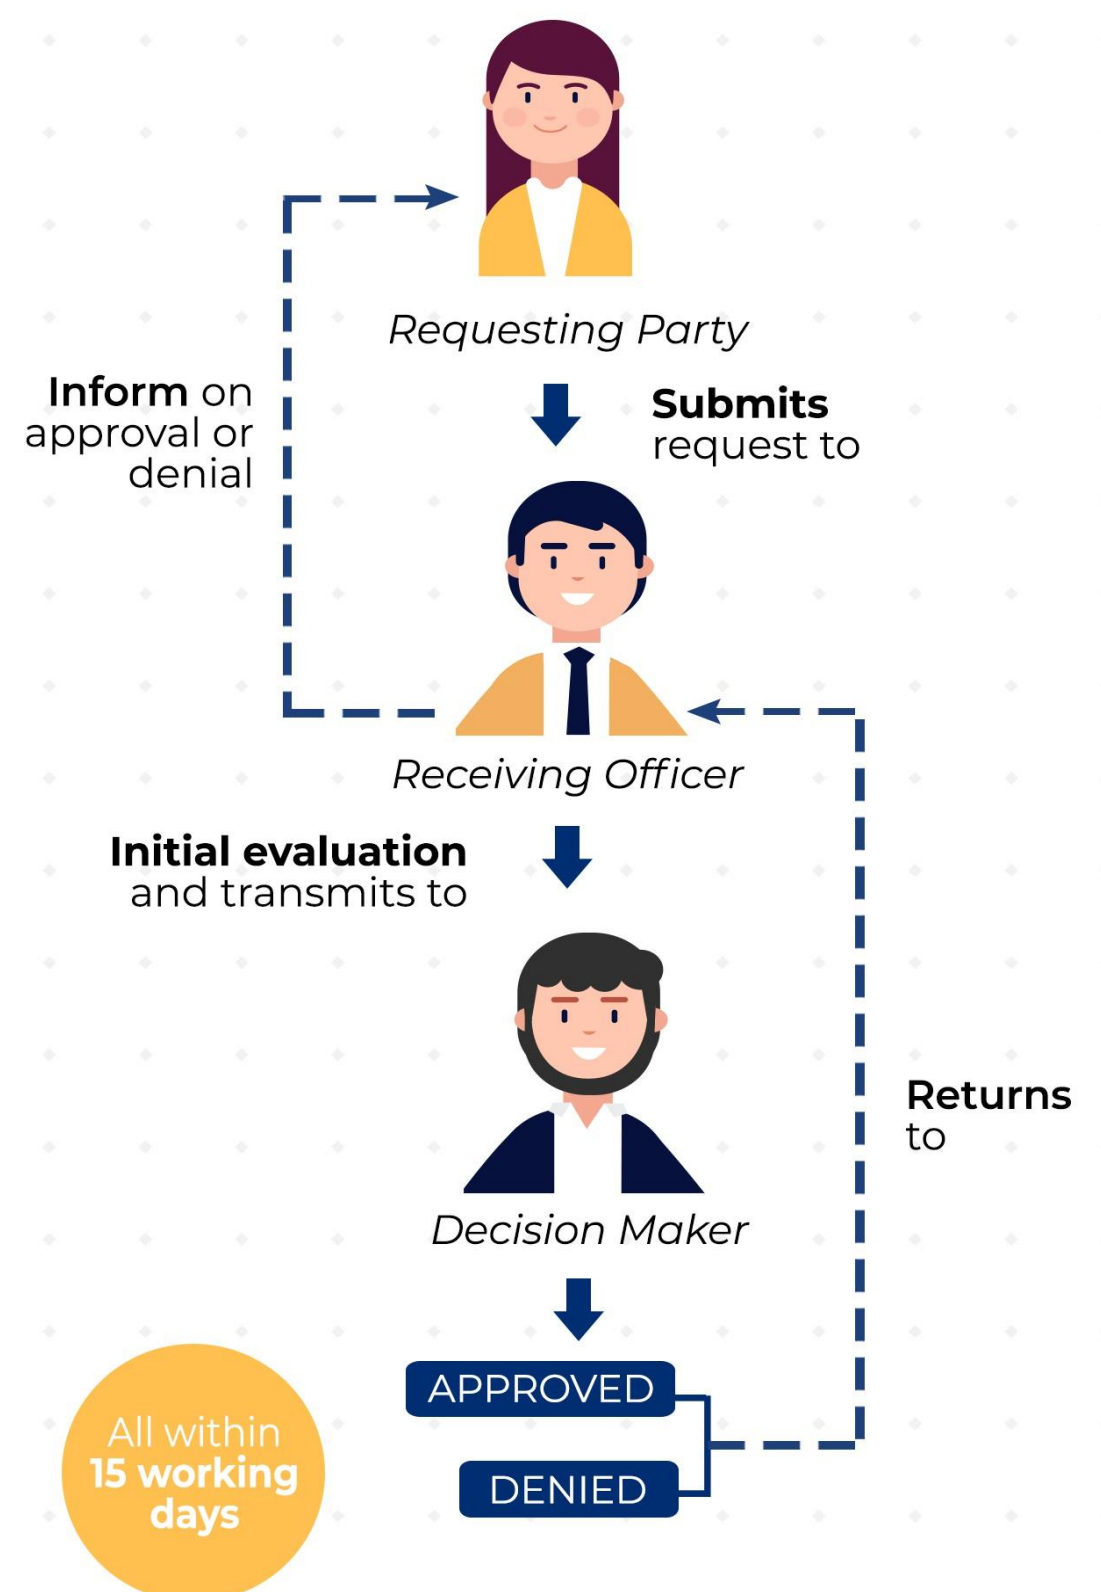 Requesting Party
Inform on
approval or
denial
Submits
request to
Receiving Officer
Initial evaluation
and transmits to
Returns
to
Decision Maker
APPROVED
DENIED
All within
15 working
days